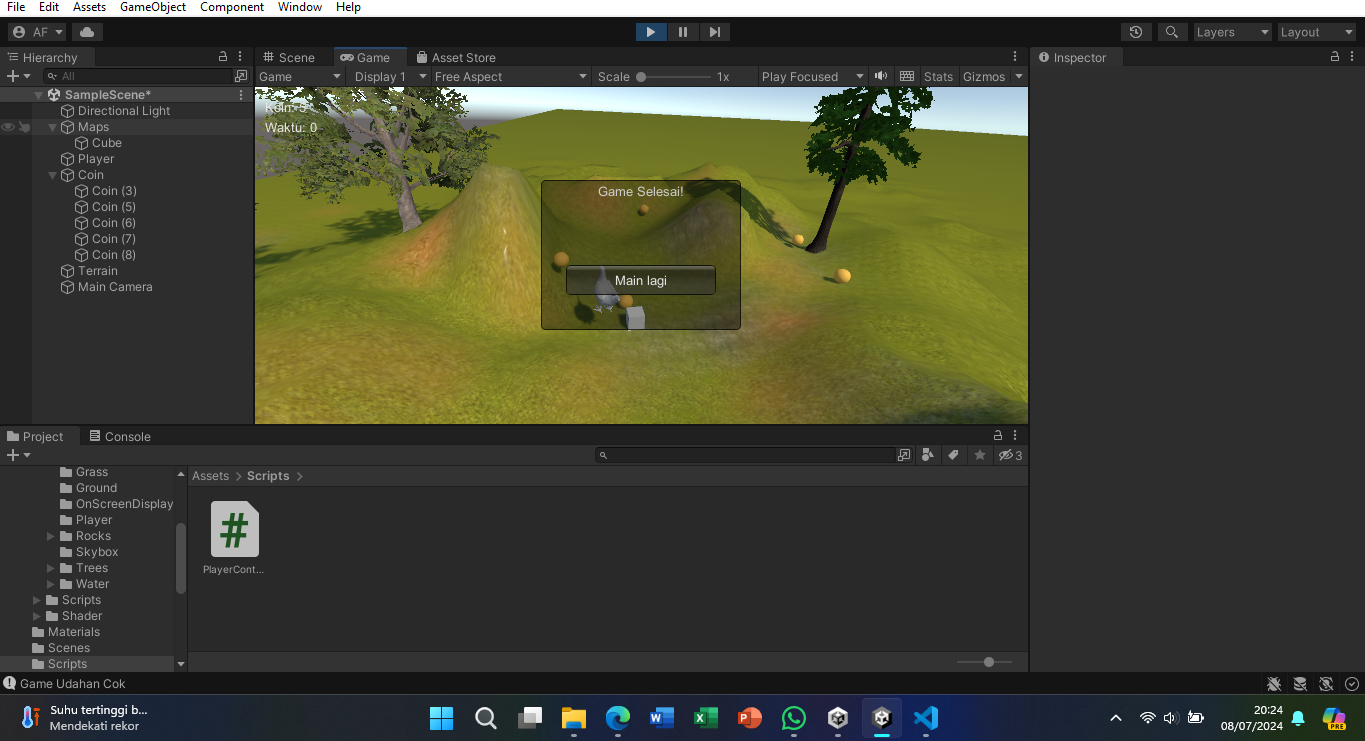 File Edit Assets GameObject Component Window Help
AF Layers Layout
Hierarchy
All
SampleScene*
Directional Light
Maps
Cube
Player
Coin
Coin (3)
Coin (5)
Coin (6)
Coin (7)
Coin (8)
Terrain
Main Camera
Scene Game Asset Store
Game Display 1 Free Aspect Scale 1x Play Focused Stats Gizmos
Waktu: 0
Game Selesai!
Main lagi
Inspector
Project Console
3
Grass
Ground
OnScreenDisplay
Player
Rocks
Skybox
Trees
Water
Scripts
Shader
Materials
Scenes
Scripts
Assets > Scripts >
#
PlayerCont...
Game Udahan Cok
Suhu tertinggi b...
Mendekati rekor
20:24
08/07/2024
PRE